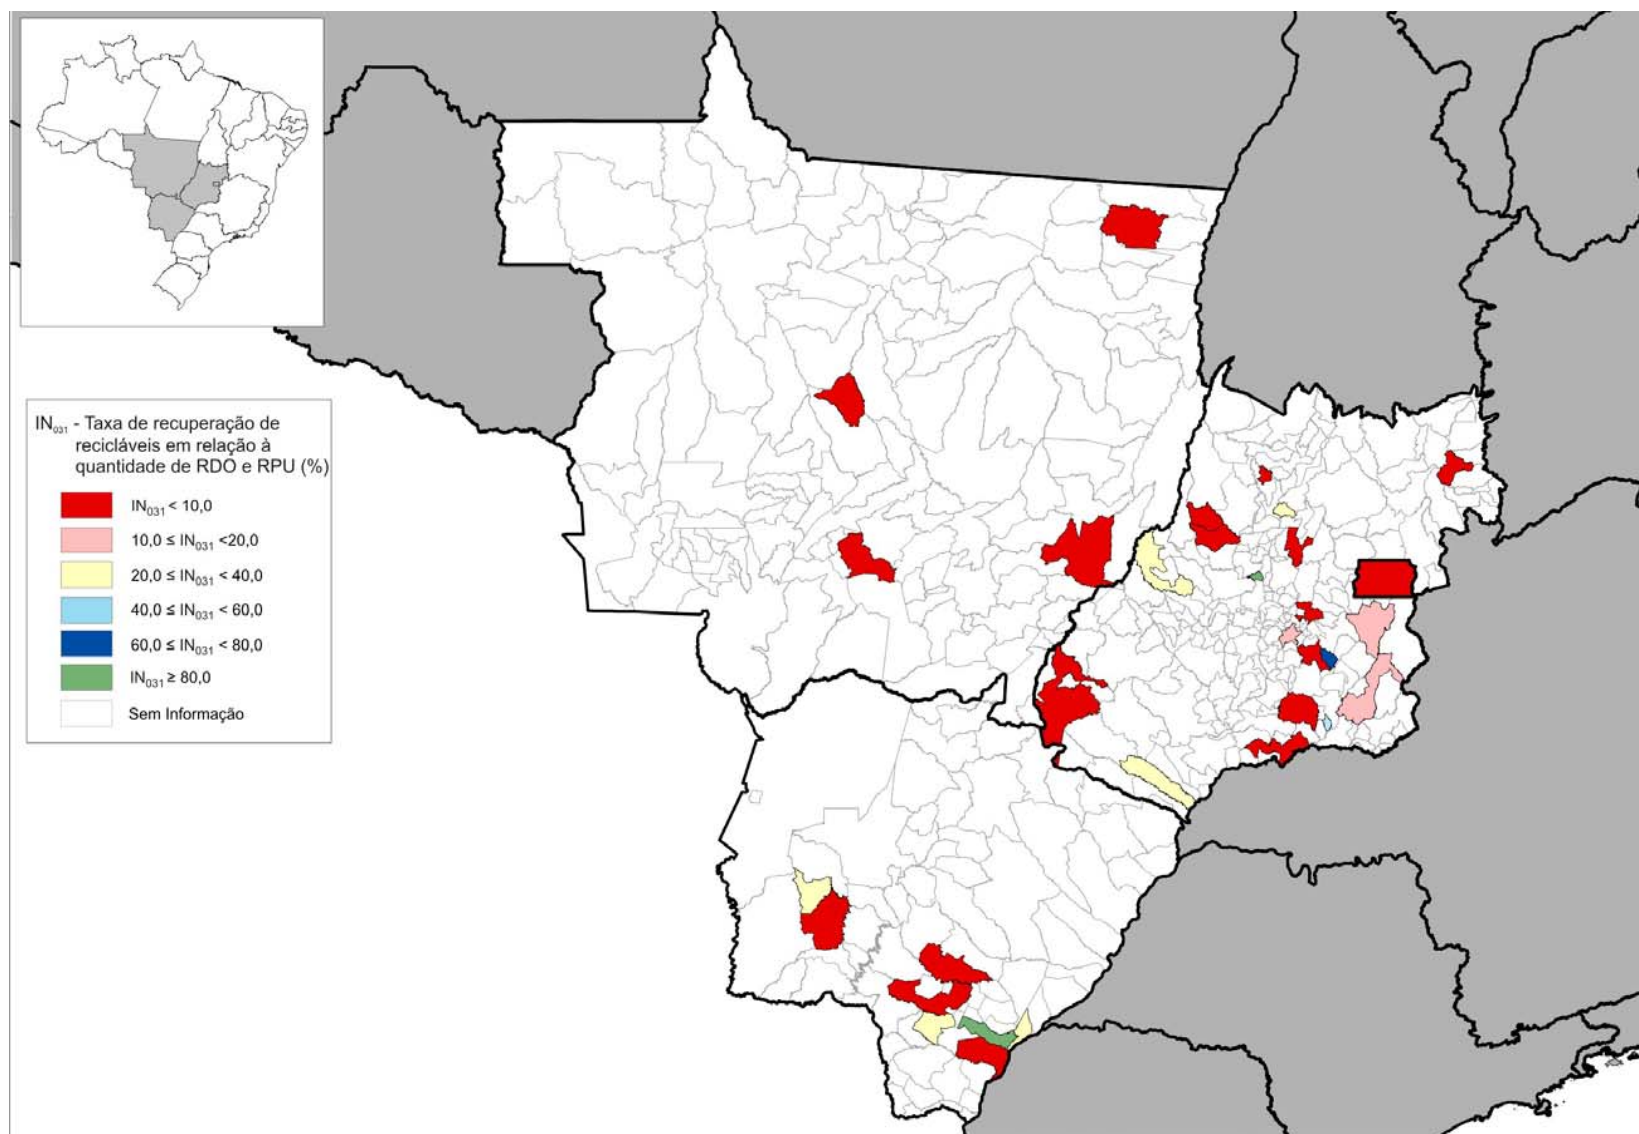 IN₀₃₁ - Taxa de recuperação de
recicláveis em relação à
quantidade de RDO e RPU (%)
IN₀₃₁ < 10,0
10,0 ≤ IN₀₃₁ <20,0
20,0 ≤ IN₀₃₁ < 40,0
40,0 ≤ IN₀₃₁ < 60,0
60,0 ≤ IN₀₃₁ < 80,0
IN₀₃₁ ≥ 80,0
Sem Informação